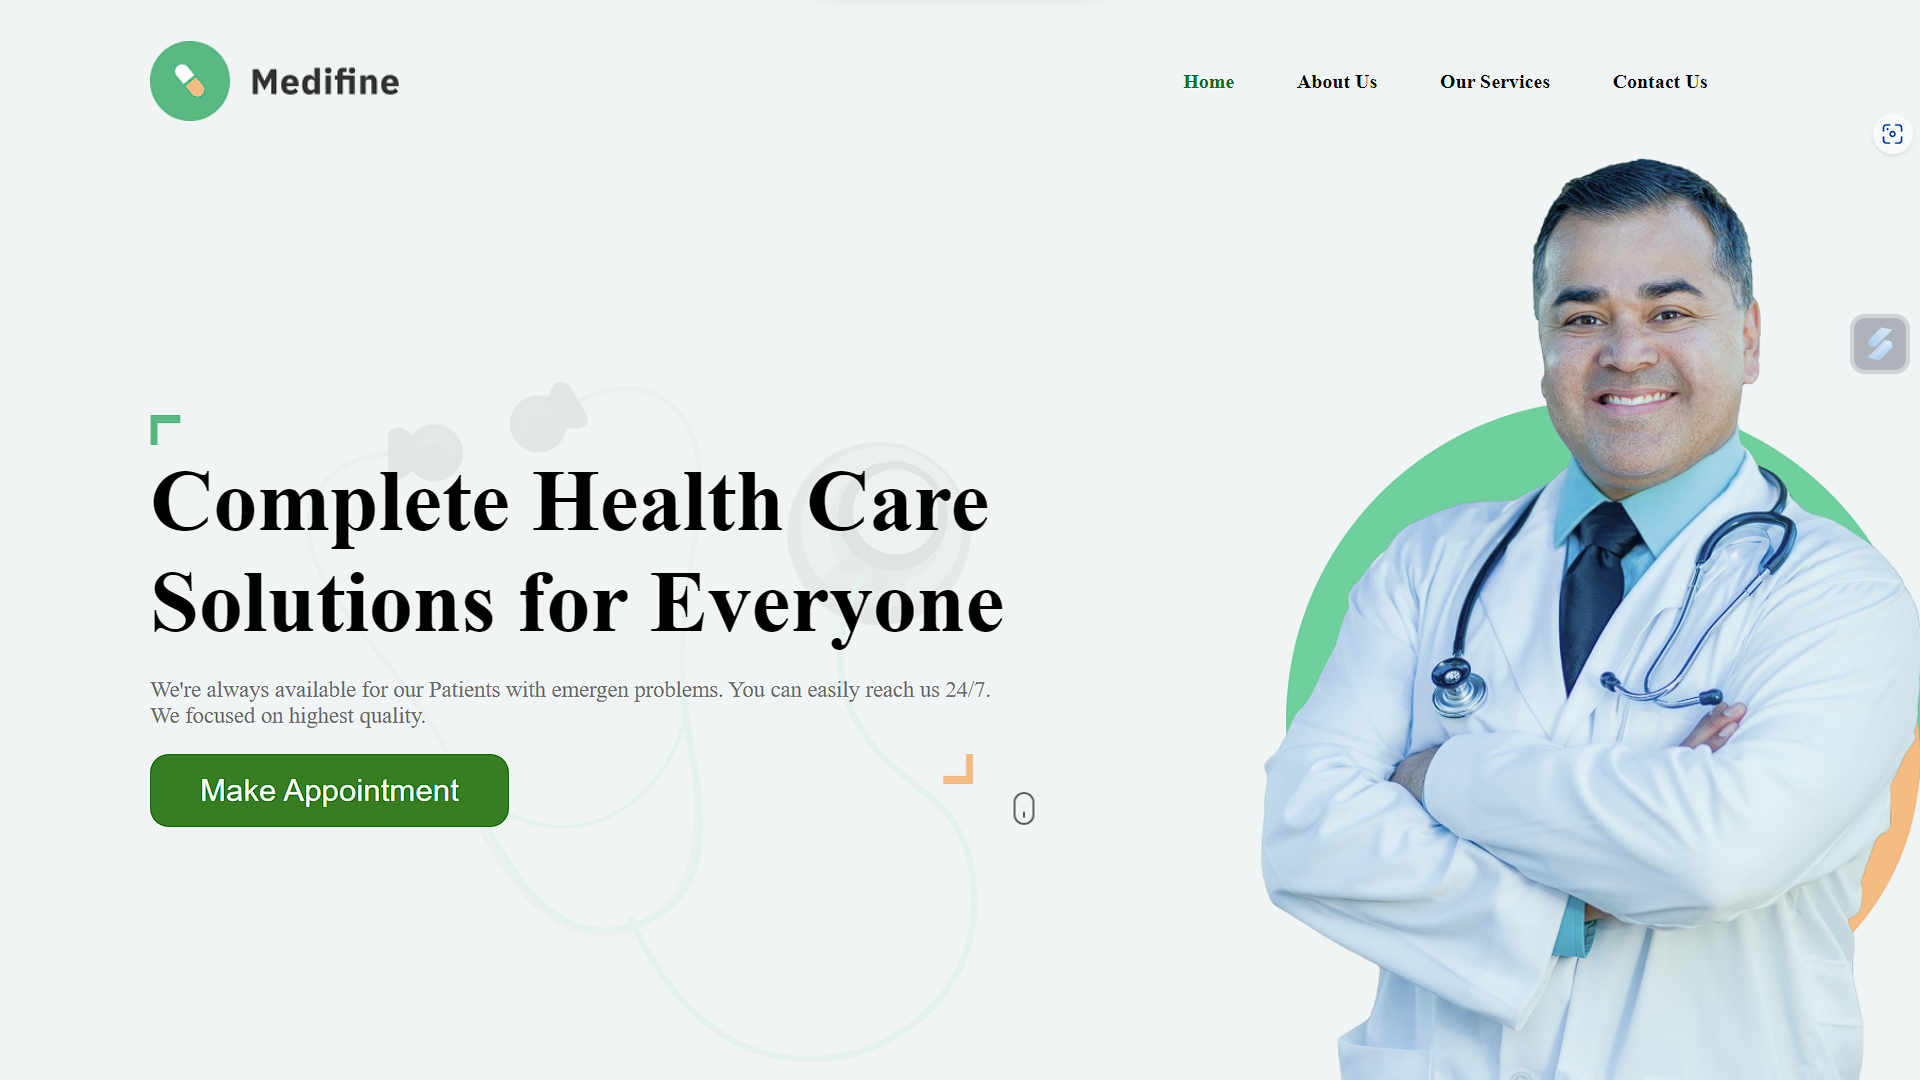 Medifine
Home
About Us
Our Services
Contact Us
Complete Health Care
Solutions for Everyone
We're always available for our Patients with emergen problems. You can easily reach us 24/7.
We focused on highest quality.
Make Appointment